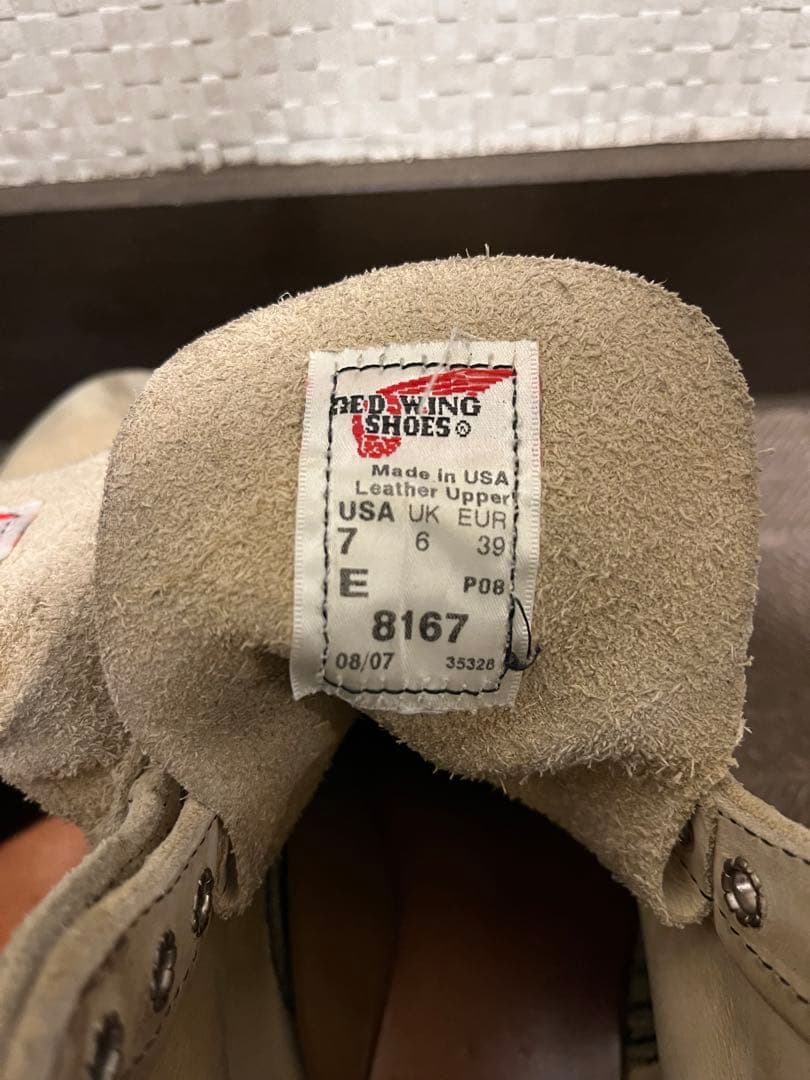 RED WING
SHOES®
Made in USA
Leather Upper
USA UK EUR
7 6 39
E P08
8167
08/07 35328